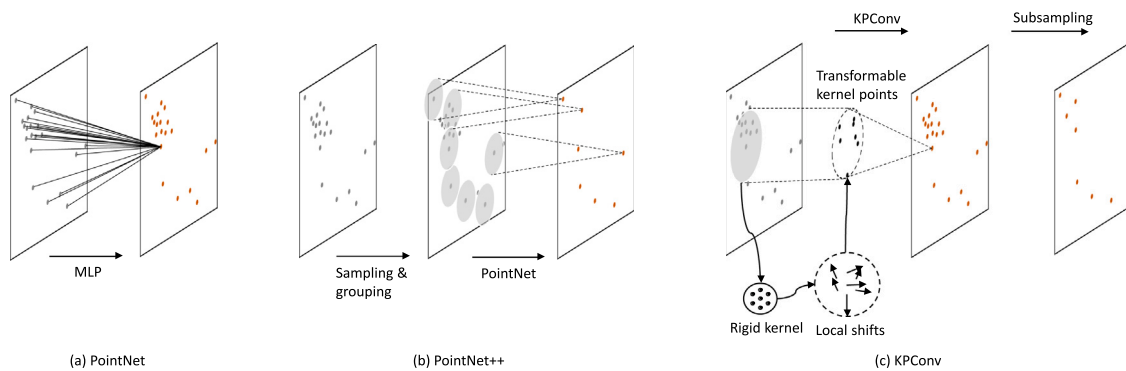 KPConv
Subsampling
Transformable
kernel points
MLP
Sampling &
grouping
PointNet
Rigid kernel
Local shifts
(a) PointNet
(b) PointNet++
(c) KPConv